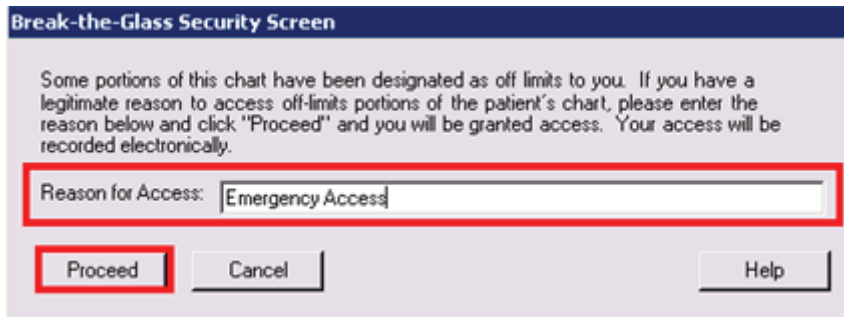 Break-the-Glass Security Screen
Some portions of this chart have been designated as off limits to you.  If you have a
legitimate reason to access off-limits portions of the patient's chart, please enter the
reason below and click "Proceed" and you will be granted access.  Your access will be
recorded electronically.
Reason for Access: Emergency Access
Proceed Cancel Help